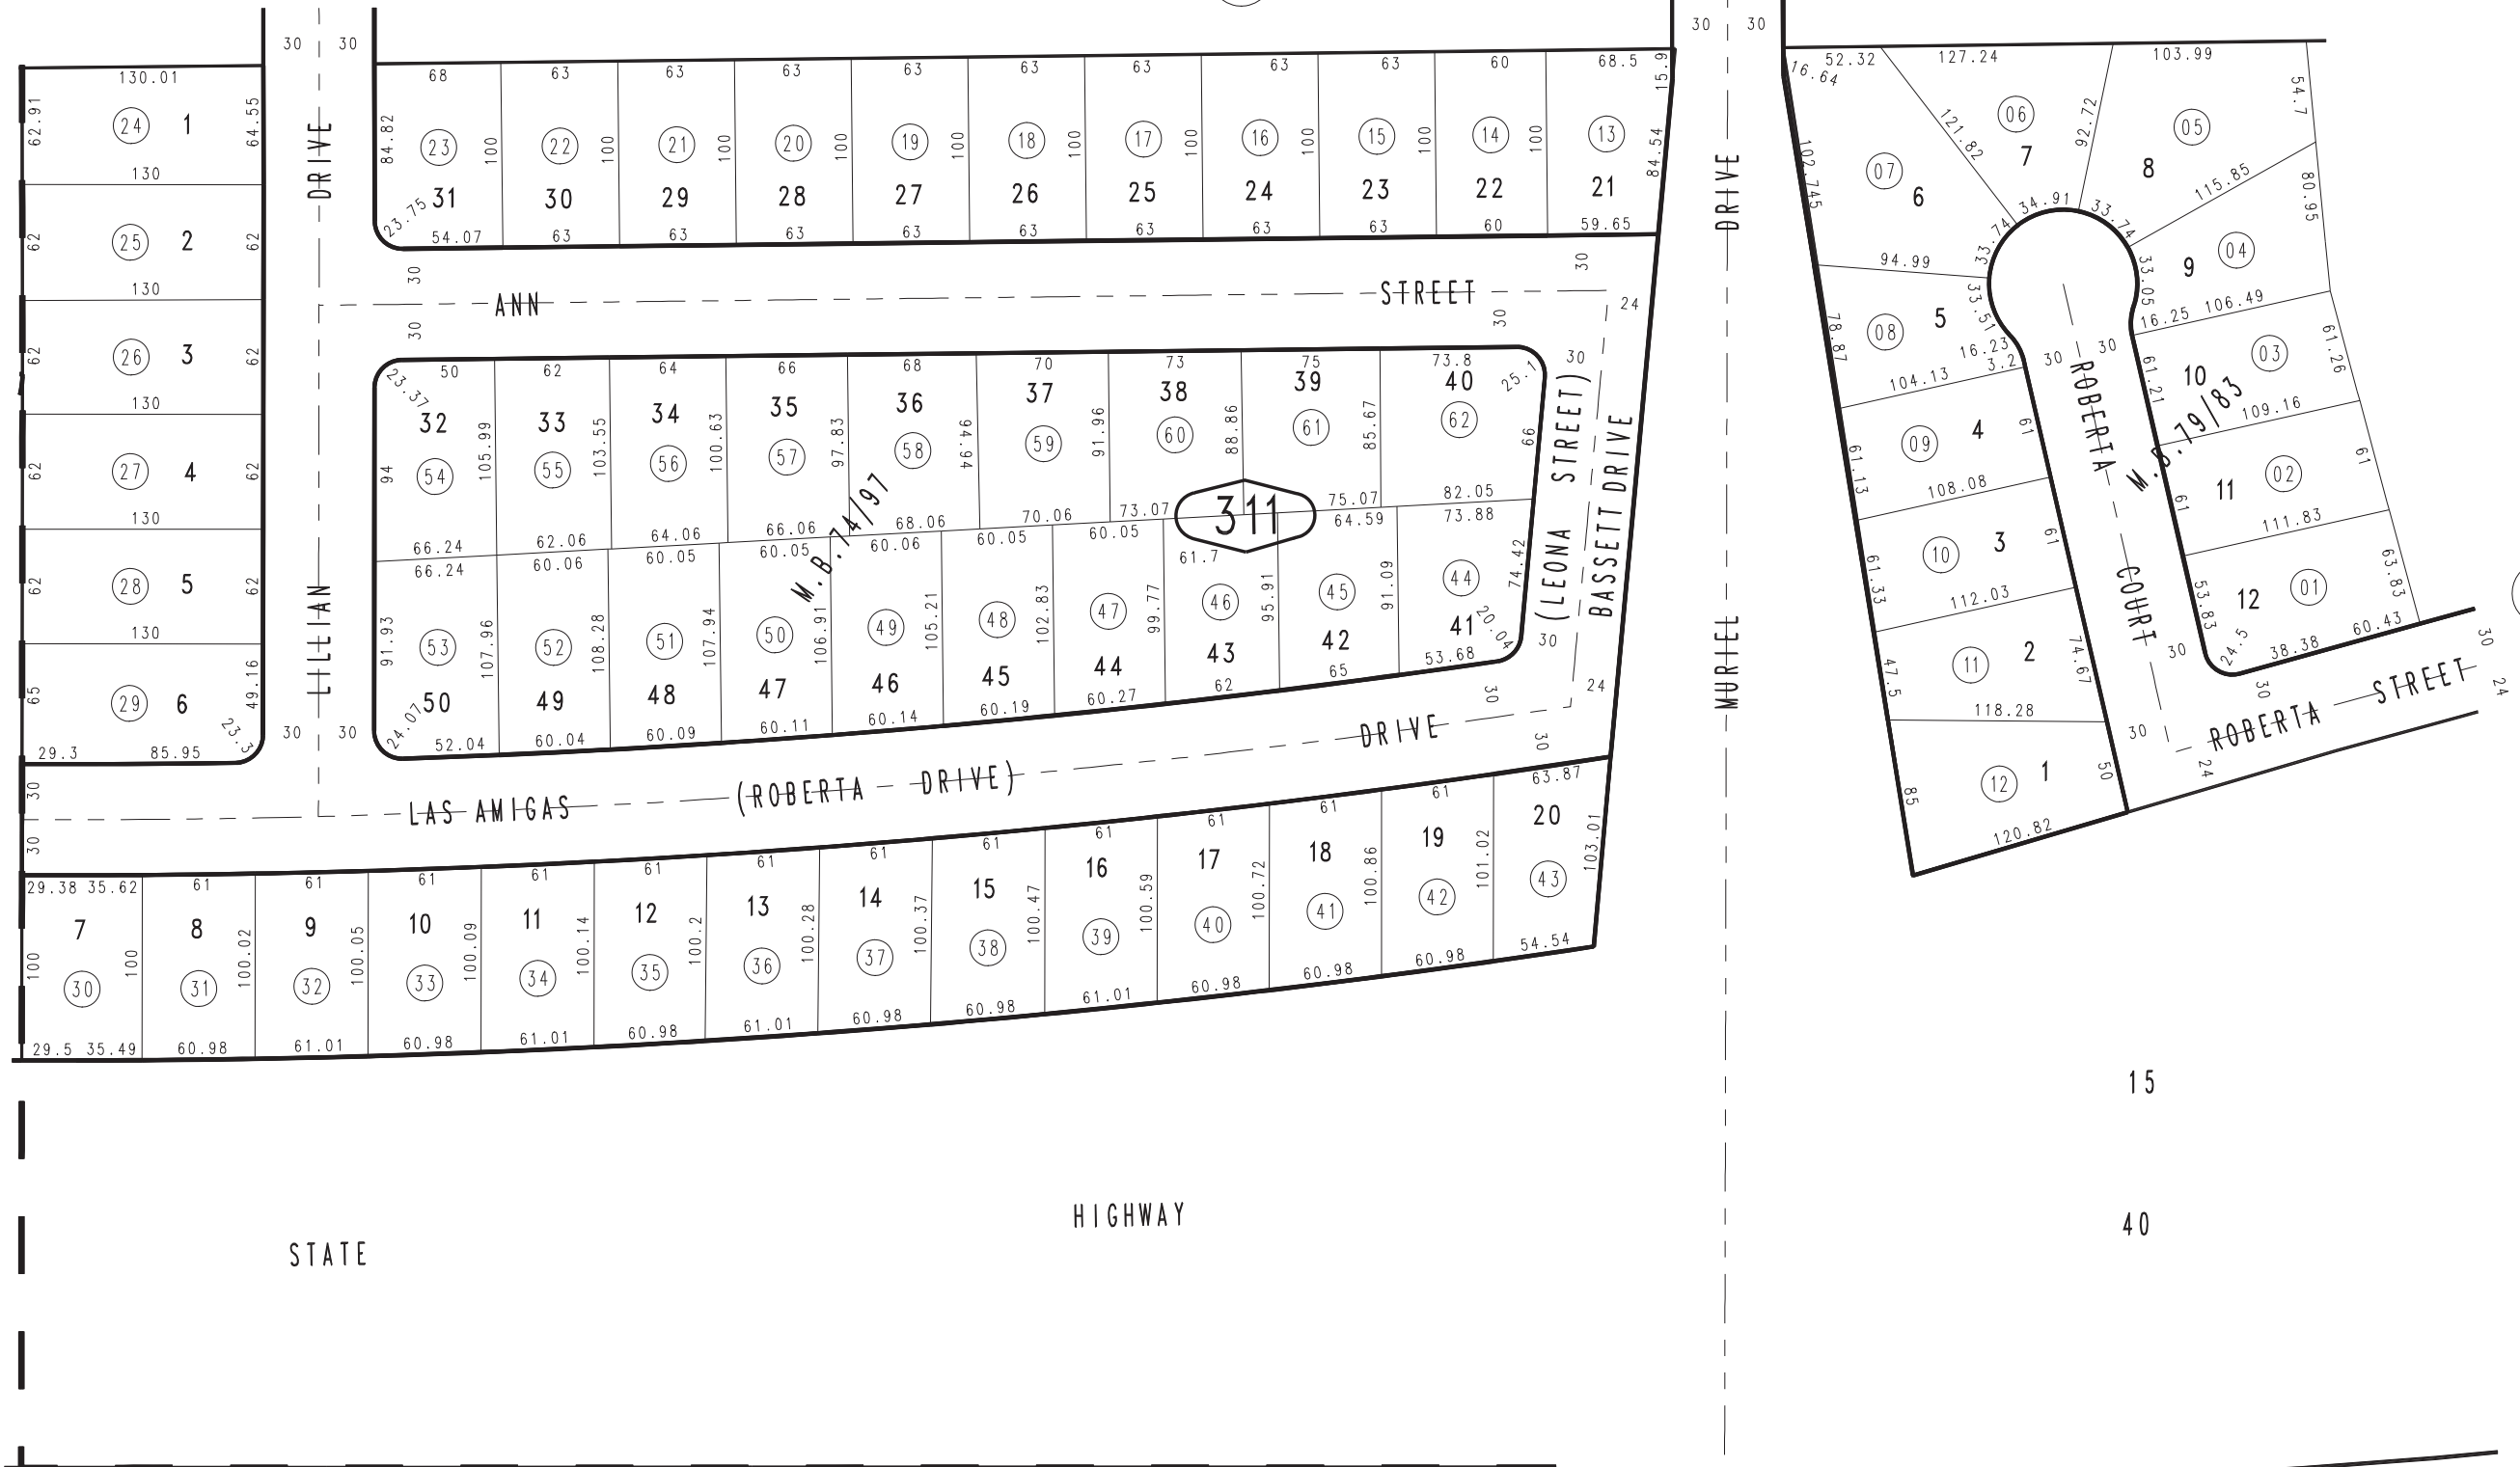 30 30
30 30
130.01
62.91 24 1 64.55
130
62 25 2 62
130
62 26 3 62
130
62 27 4 62
130
62 28 5 62
130
65 29 6 49.16
23.3
29.3 85.95
LILLIAN DRIVE
30 30
68 63 63 63 63 63 63 63 63 60 68.5 15.9
84.82 23 100 22 100 21 100 20 100 19 100 18 100 17 100 16 100 15 100 14 100 13 84.54
23.75 31 30 29 28 27 26 25 24 23 22 21
54.07 63 63 63 63 63 63 63 63 60 59.65
30 30
ANN STREET
30 30 24
50 62 64 66 68 70 73 75 73.8 30
23.37 32 33 34 35 36 37 38 39 40 25.1
94 54 105.99 55 103.55 56 100.63 57 97.83 58 94.94 59 91.96 60 88.86 61 85.67 62 66
66.24 62.06 64.06 66.06 68.06 70.06 73.07 75.07 82.05
M.B. 74/97
311
66.24 60.06 60.05 60.05 60.06 60.05 60.05 61.7 64.59 73.88
91.93 53 107.96 52 108.28 51 107.94 50 106.91 49 105.21 48 102.83 47 99.77 46 95.91 45 91.09 44 74.42
24.07 50 49 48 47 46 45 44 43 42 41 20.04
52.04 60.04 60.09 60.11 60.14 60.19 60.27 62 65 53.68
(LEONA STREET)
BASSETT DRIVE
30 30 24
30
30 LAS AMIGAS (ROBERTA DRIVE) DRIVE 30
29.38 35.62 61 61 61 61 61 61 61 61 61 61 61 61 63.87
7 8 9 10 11 12 13 14 15 16 17 18 19 20
100 30 100 31 100.02 32 100.05 33 100.09 34 100.14 35 100.2 36 100.28 37 100.37 38 100.47 39 100.59 40 100.72 41 100.86 42 101.02 43 103.01
29.5 35.49 60.98 61.01 60.98 61.01 60.98 61.01 60.98 60.98 61.01 60.98 60.98 60.98 54.54
MURIEL DRIVE
16.64 52.32 127.24 103.99
102.745 07 6 121.82 06 7 92.72 05 8 54.7
115.85
94.99 33.74 34.91 33.74
9 04 80.95
33.05
16.25 106.49
78.87 08 5 33.51
16.23
3.2 30 30
104.13
10 03 61.26
61.21
109.16
M.B. 79/83
61.13 09 4 61
108.08
11 02 61
61
111.83
61.33 10 3 61
112.03
12 01 63.83
53.83
24.5 38.38 60.43
47.5 11 2 74.67
118.28
ROBERTA COURT
30 30 30 30
85 12 1 50
120.82
ROBERTA STREET
24 24
15
40
STATE HIGHWAY